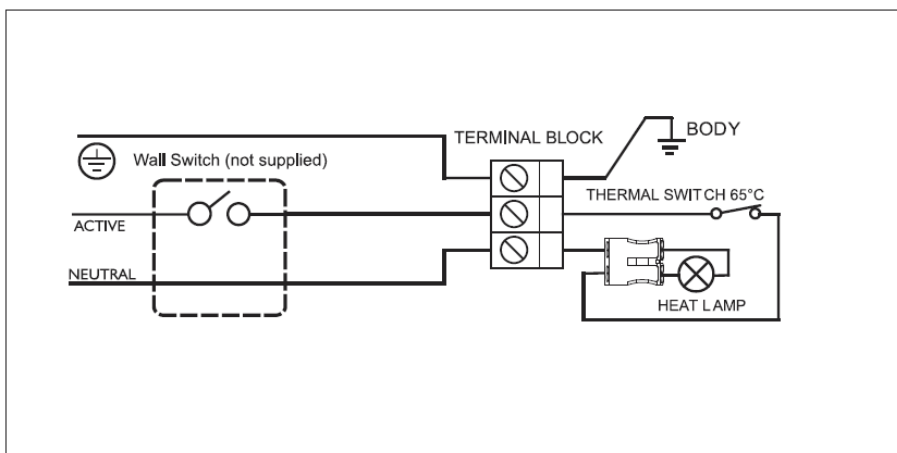 TERMINAL BLOCK
BODY
Wall Switch (not supplied)
THERMAL SWITCH 65°C
ACTIVE
NEUTRAL
HEAT LAMP